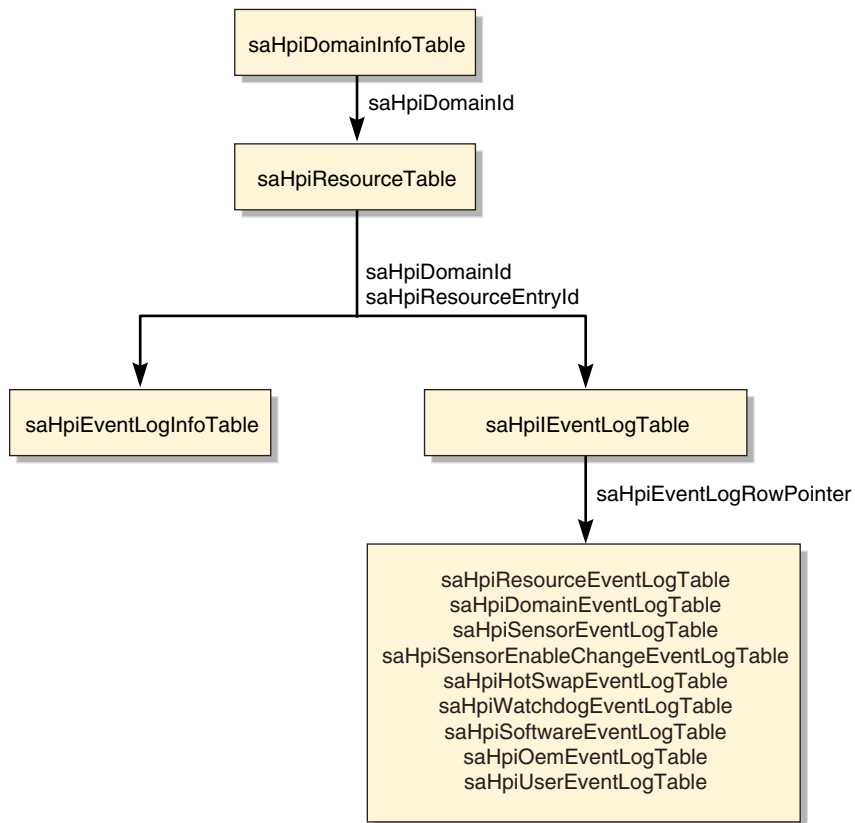 saHpiDomainInfoTable
saHpiDomainId
saHpiResourceTable
saHpiDomainId
saHpiResourceEntryId
saHpiEventLogInfoTable
saHpiIEventLogTable
saHpiEventLogRowPointer
saHpiResourceEventLogTable
saHpiDomainEventLogTable
saHpiSensorEventLogTable
saHpiSensorEnableChangeEventLogTable
saHpiHotSwapEventLogTable
saHpiWatchdogEventLogTable
saHpiSoftwareEventLogTable
saHpiOemEventLogTable
saHpiUserEventLogTable